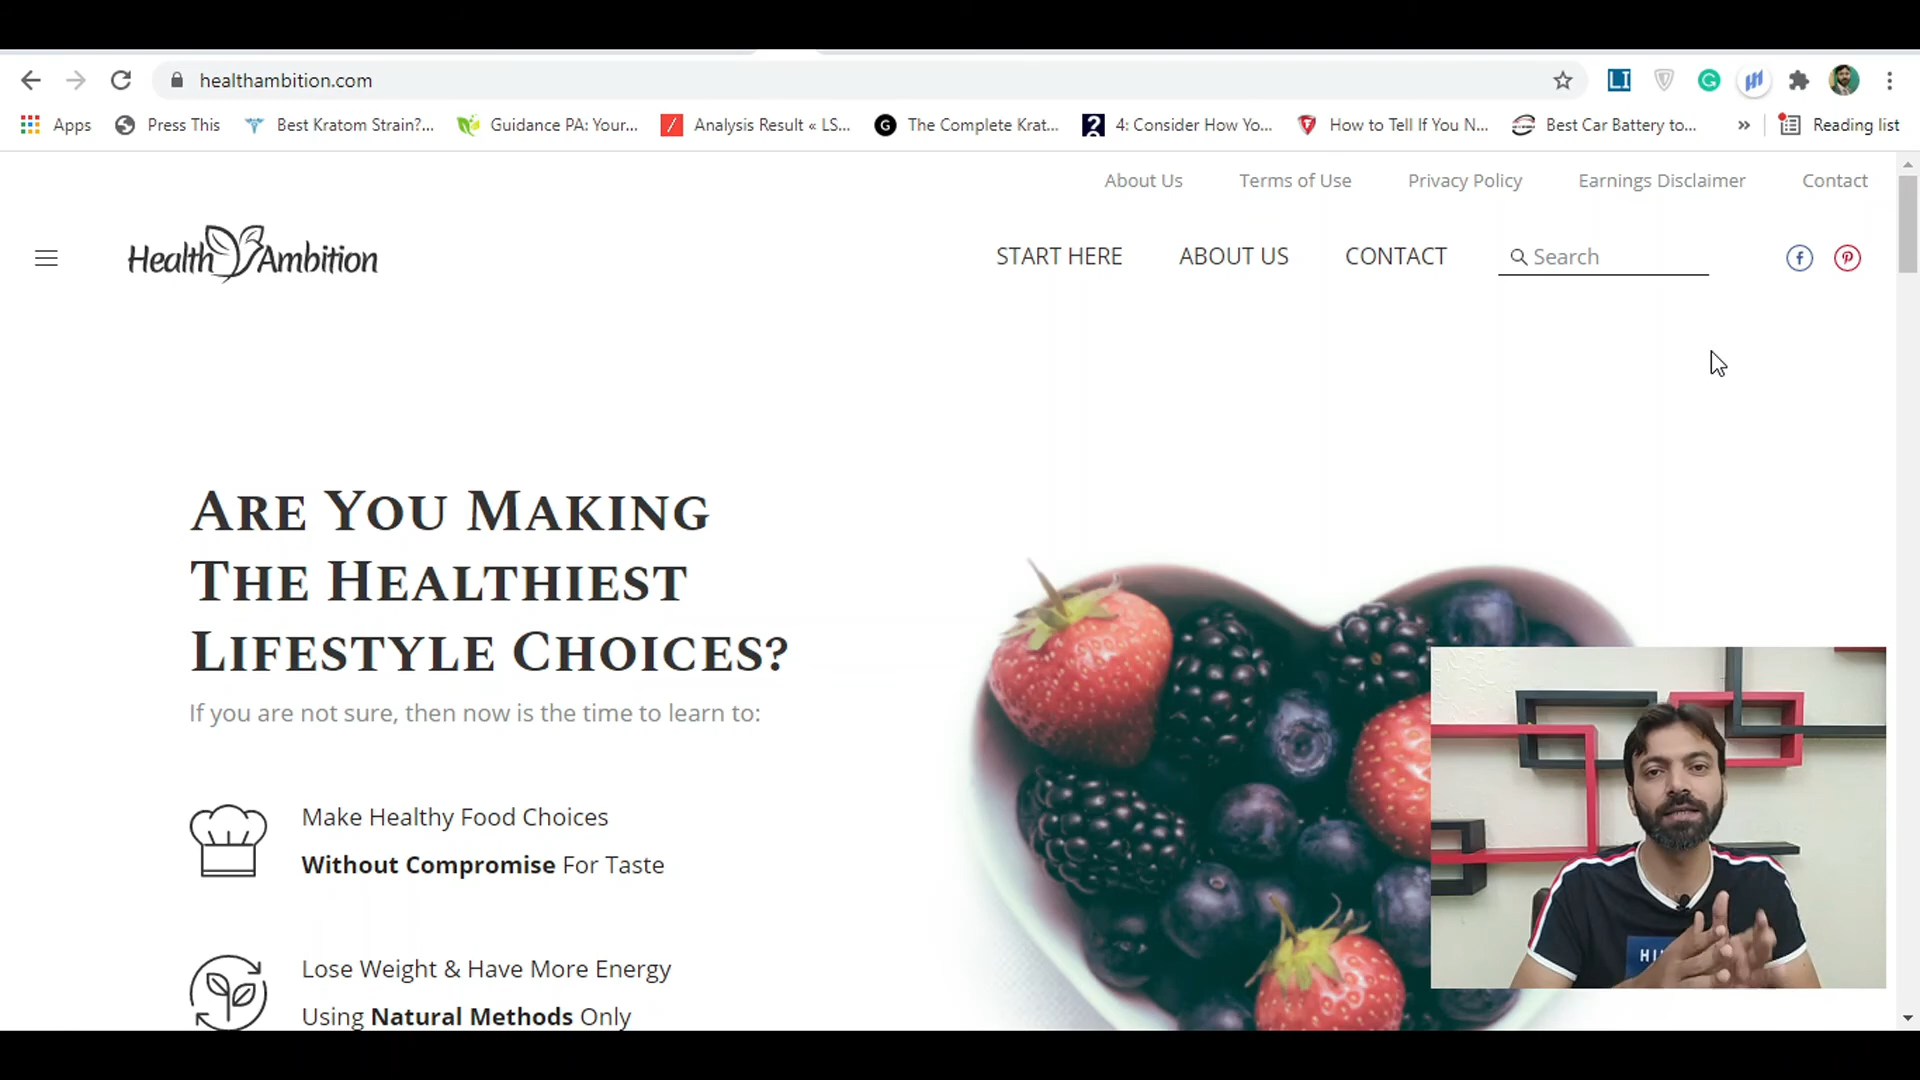 healthambition.com
Apps Press This Best Kratom Strain?... Guidance PA: Your... Analysis Result « LS... The Complete Krat... 4: Consider How Yo... How to Tell If You N... Best Car Battery to... » Reading list
About Us Terms of Use Privacy Policy Earnings Disclaimer Contact
Health Ambition START HERE ABOUT US CONTACT Search
ARE YOU MAKING
THE HEALTHIEST
LIFESTYLE CHOICES?
If you are not sure, then now is the time to learn to:
Make Healthy Food Choices
Without Compromise For Taste
Lose Weight & Have More Energy
Using Natural Methods Only